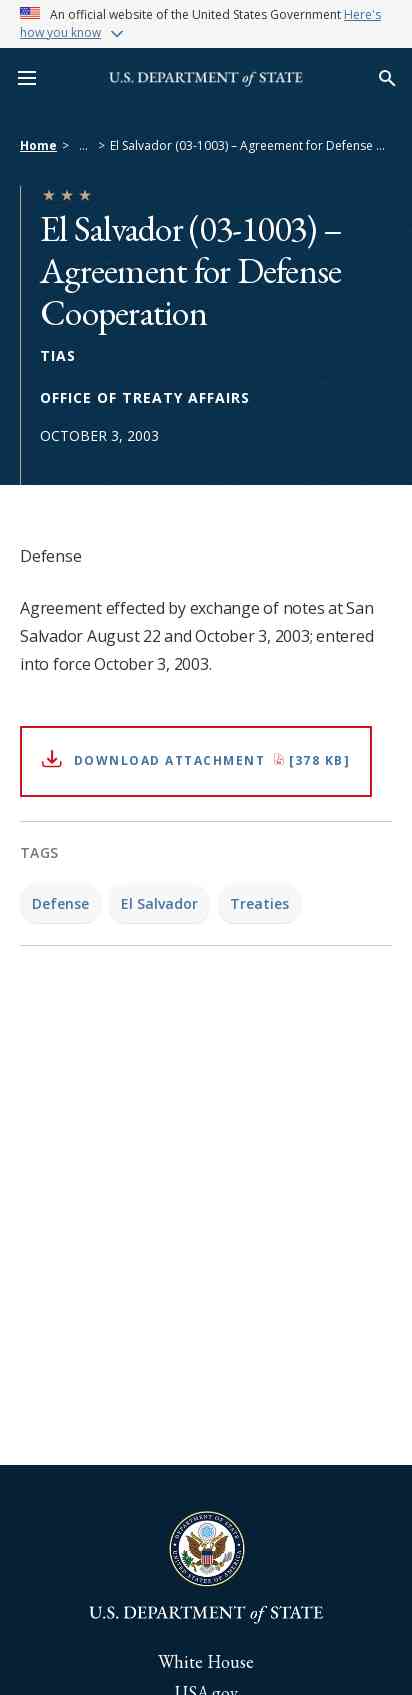 An official website of the United States Government Here's
how you know
U.S. DEPARTMENT of STATE
Home > ... > El Salvador (03-1003) – Agreement for Defense ...
El Salvador (03-1003) –
Agreement for Defense
Cooperation
TIAS
OFFICE OF TREATY AFFAIRS
OCTOBER 3, 2003
Defense
Agreement effected by exchange of notes at San
Salvador August 22 and October 3, 2003; entered
into force October 3, 2003.
DOWNLOAD ATTACHMENT [378 KB]
TAGS
Defense El Salvador Treaties
DEPARTMENT OF STATE
UNITED STATES OF AMERICA
U.S. DEPARTMENT of STATE
White House
USA.gov